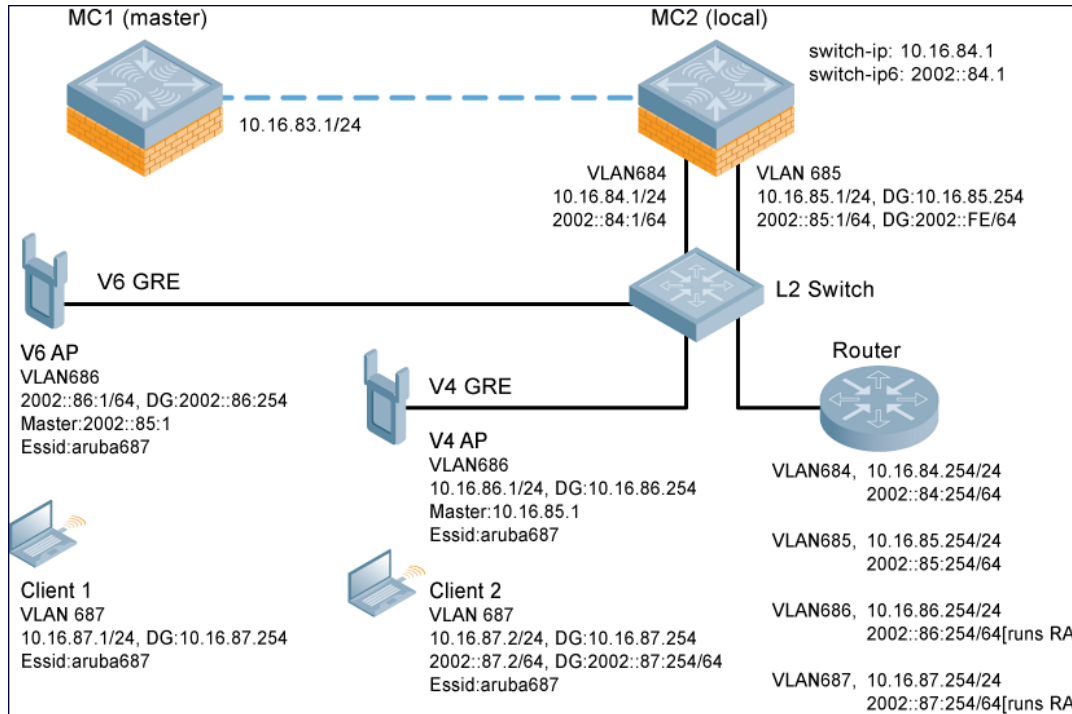 MC1 (master)
MC2 (local)
switch-ip: 10.16.84.1
switch-ip6: 2002::84.1
10.16.83.1/24
VLAN684
10.16.84.1/24
2002::84:1/64
VLAN 685
10.16.85.1/24, DG:10.16.85.254
2002::85:1/64, DG:2002::FE/64
V6 GRE
L2 Switch
V6 AP
VLAN686
2002::86:1/64, DG:2002::86:254
Master:2002::85:1
Essid:aruba687
V4 GRE
V4 AP
VLAN686
10.16.86.1/24, DG:10.16.86.254
Master:10.16.85.1
Essid:aruba687
Router
VLAN684, 10.16.84.254/24
2002::84:254/64
VLAN685, 10.16.85.254/24
2002::85:254/64
VLAN686, 10.16.86.254/24
2002::86:254/64[runs RA
VLAN687, 10.16.87.254/24
2002::87:254/64[runs RA
Client 1
VLAN 687
10.16.87.1/24, DG:10.16.87.254
Essid:aruba687
Client 2
VLAN 687
10.16.87.2/24, DG:10.16.87.254
2002::87.2/64, DG:2002::87:254/64
Essid:aruba687